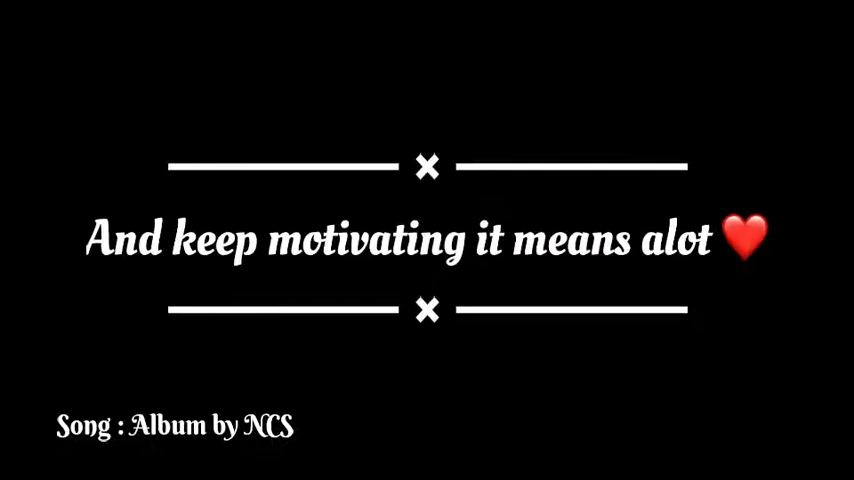 And keep motivating it means alot ❤️
Song : Album by NCS